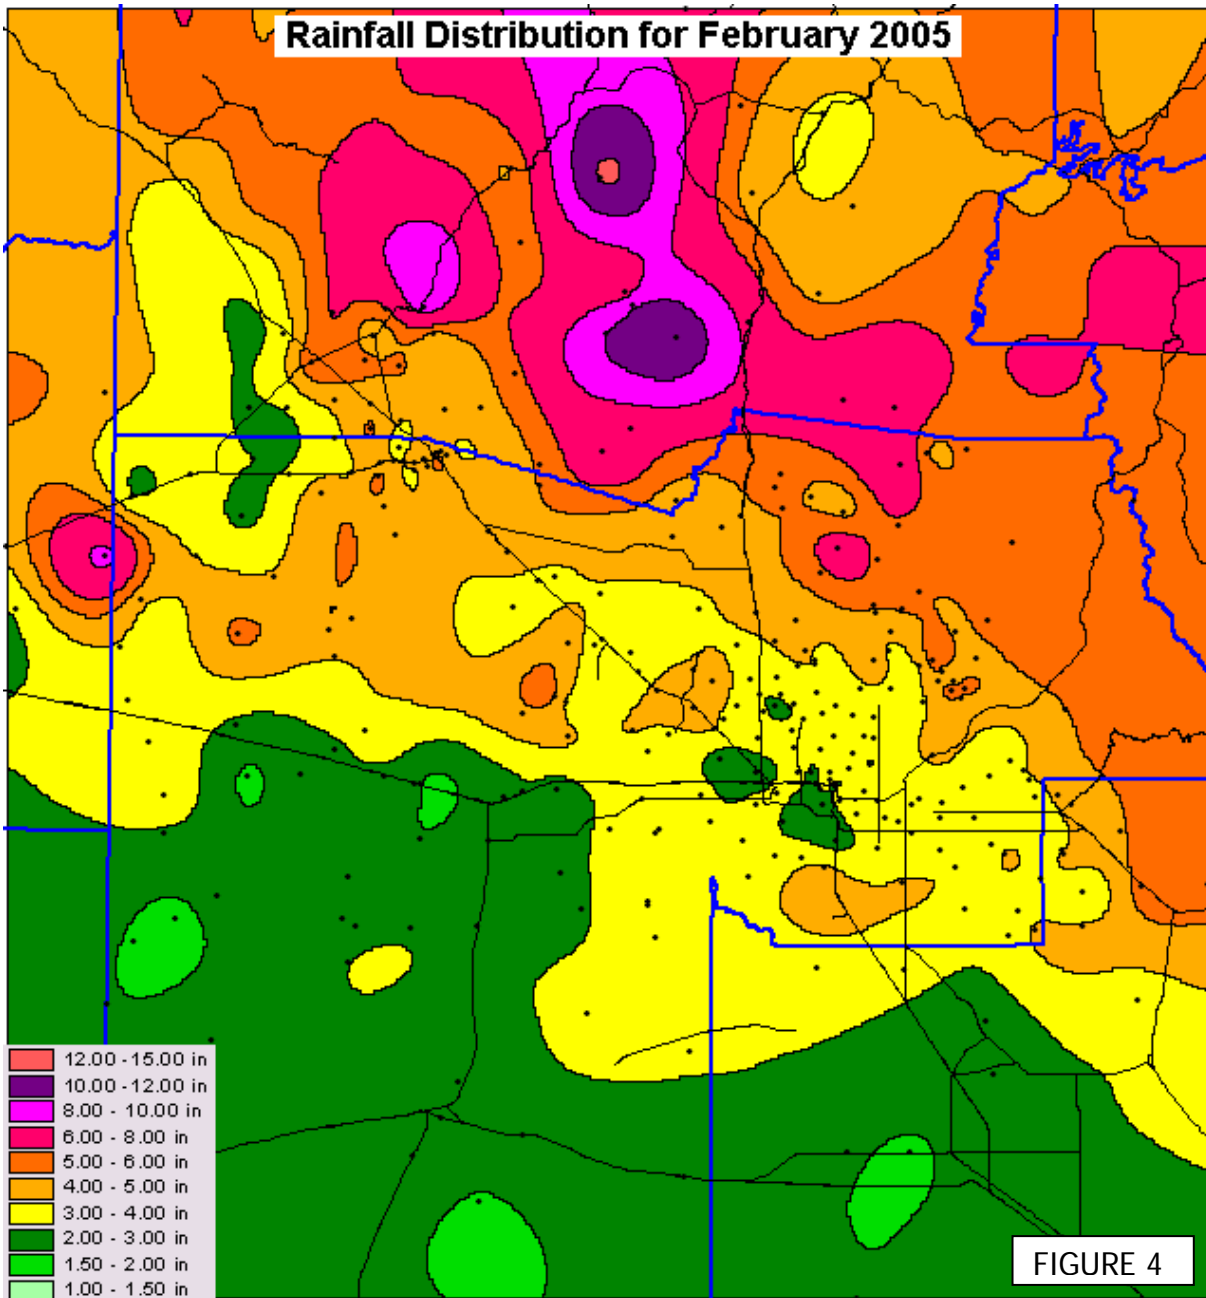 Rainfall Distribution for February 2005
12.00 -15.00 in
10.00 -12.00 in
8.00 - 10.00 in
6.00 - 8.00 in
5.00 - 6.00 in
4.00 - 5.00 in
3.00 - 4.00 in
2.00 - 3.00 in
1.50 - 2.00 in
1.00 - 1.50 in
FIGURE 4